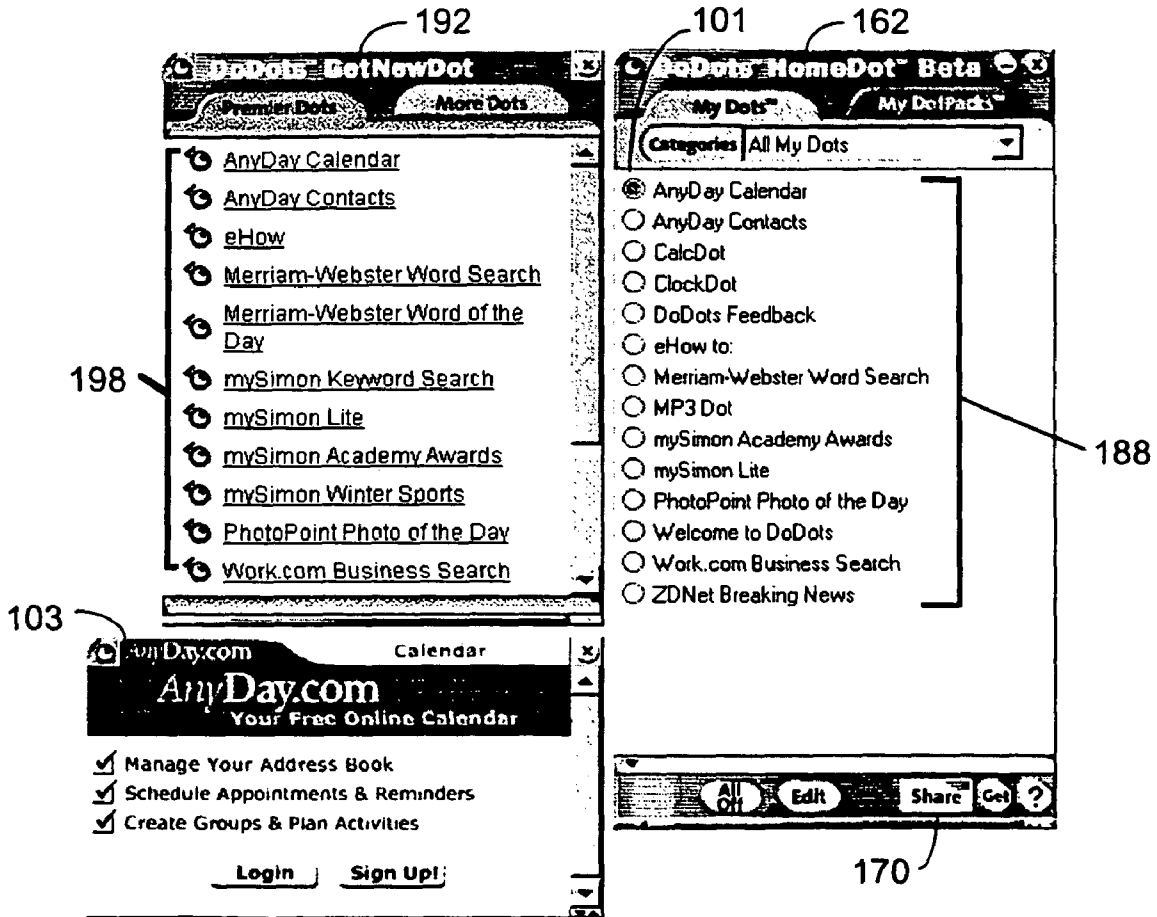 192
101
162
DoDots™ GetNewDot
Premier Dots
More Dots
AnyDay Calendar
AnyDay Contacts
eHow
Merriam-Webster Word Search
Merriam-Webster Word of the
Day
mySimon Keyword Search
mySimon Lite
mySimon Academy Awards
mySimon Winter Sports
PhotoPoint Photo of the Day
Work.com Business Search
198
DoDots™ HomeDot™ Beta
My Dots™
My DotPacks™
Categories
All My Dots
AnyDay Calendar
AnyDay Contacts
CalcDot
ClockDot
DoDots Feedback
eHow to:
Merriam-Webster Word Search
MP3 Dot
mySimon Academy Awards
mySimon Lite
PhotoPoint Photo of the Day
Welcome to DoDots
Work.com Business Search
ZDNet Breaking News
188
All Off
Edit
Share
Get
?
170
103
AnyDay.com
Calendar
AnyDay.com
Your Free Online Calendar
Manage Your Address Book
Schedule Appointments & Reminders
Create Groups & Plan Activities
Login
Sign Up!